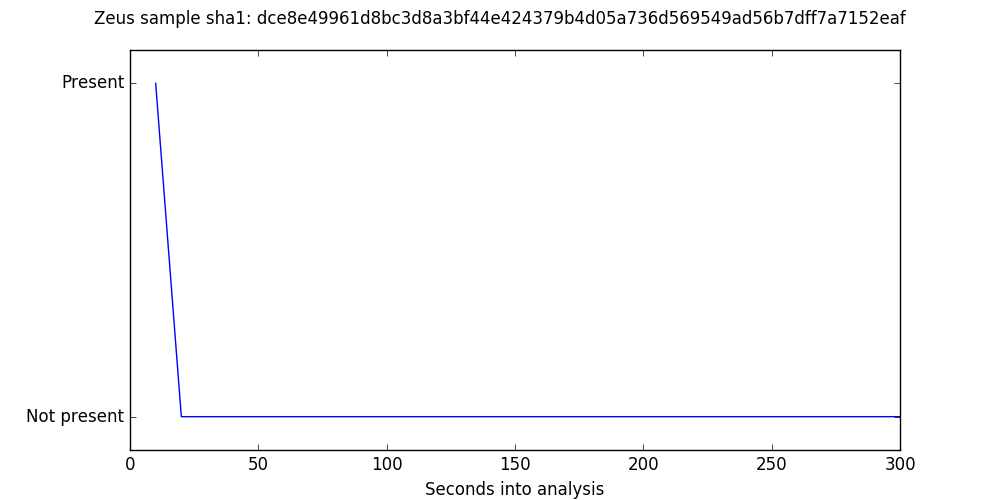 Zeus sample sha1: dce8e49961d8bc3d8a3bf44e424379b4d05a736d569549ad56b7dff7a7152eaf
Present
Not present
0 50 100 150 200 250 300
Seconds into analysis